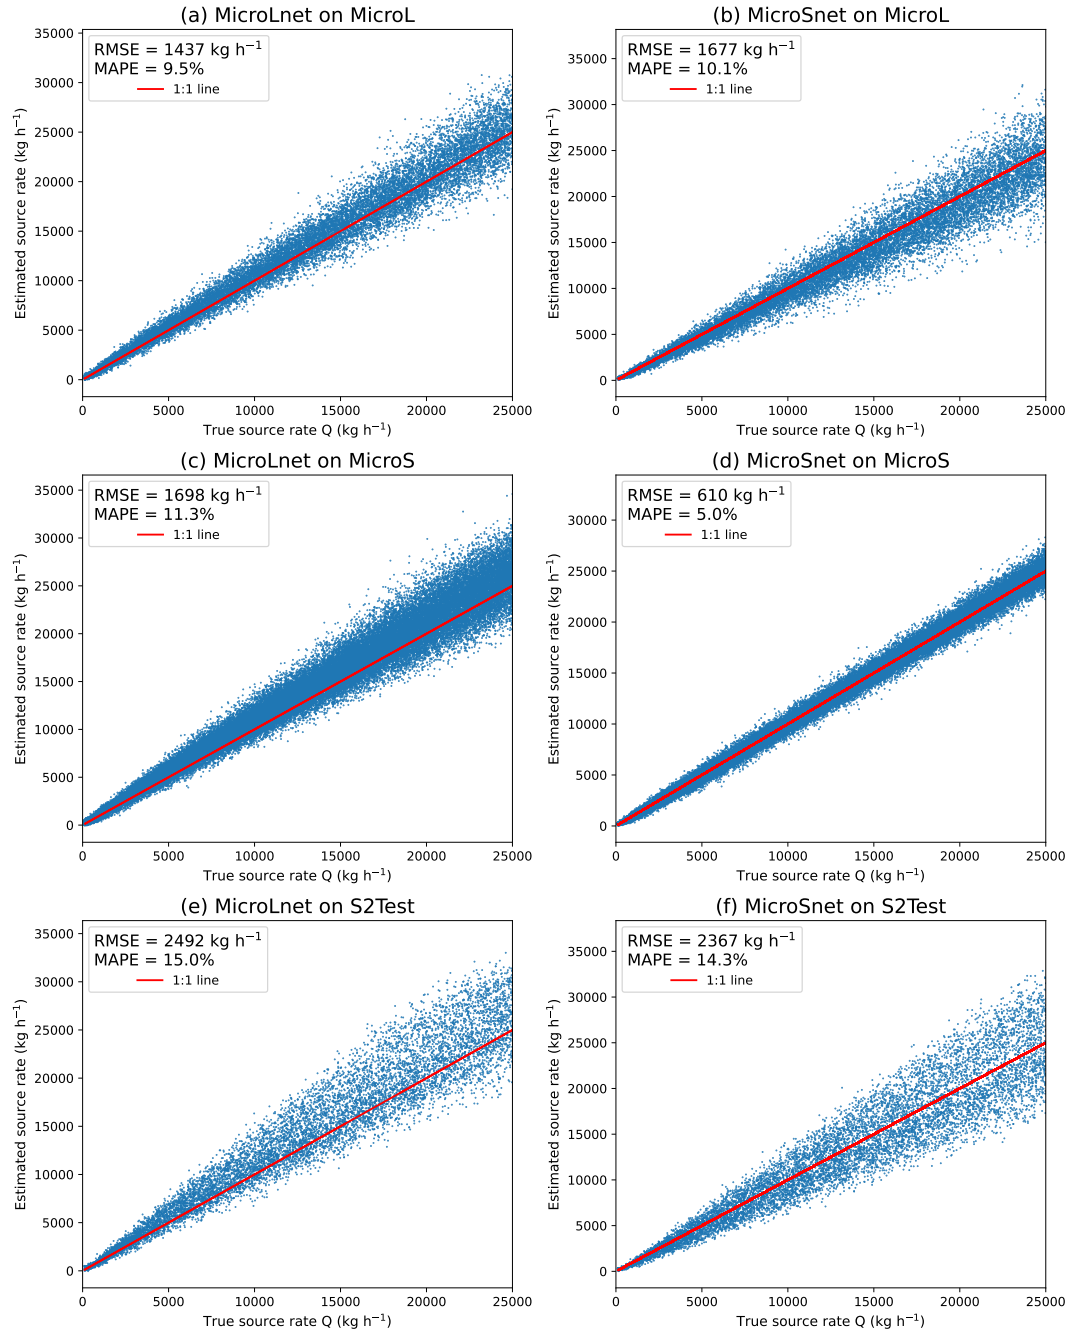 (a) MicroLnet on MicroL
RMSE = 1437 kg h⁻¹
MAPE = 9.5%
1:1 line
Estimated source rate (kg h⁻¹)
35000
30000
25000
20000
15000
10000
5000
0
0 5000 10000 15000 20000 25000
True source rate Q (kg h⁻¹)
(b) MicroSnet on MicroL
RMSE = 1677 kg h⁻¹
MAPE = 10.1%
1:1 line
Estimated source rate (kg h⁻¹)
35000
30000
25000
20000
15000
10000
5000
0
0 5000 10000 15000 20000 25000
True source rate Q (kg h⁻¹)
(c) MicroLnet on MicroS
RMSE = 1698 kg h⁻¹
MAPE = 11.3%
1:1 line
Estimated source rate (kg h⁻¹)
35000
30000
25000
20000
15000
10000
5000
0
0 5000 10000 15000 20000 25000
True source rate Q (kg h⁻¹)
(d) MicroSnet on MicroS
RMSE = 610 kg h⁻¹
MAPE = 5.0%
1:1 line
Estimated source rate (kg h⁻¹)
30000
25000
20000
15000
10000
5000
0
0 5000 10000 15000 20000 25000
True source rate Q (kg h⁻¹)
(e) MicroLnet on S2Test
RMSE = 2492 kg h⁻¹
MAPE = 15.0%
1:1 line
Estimated source rate (kg h⁻¹)
35000
30000
25000
20000
15000
10000
5000
0
0 5000 10000 15000 20000 25000
True source rate Q (kg h⁻¹)
(f) MicroSnet on S2Test
RMSE = 2367 kg h⁻¹
MAPE = 14.3%
1:1 line
Estimated source rate (kg h⁻¹)
35000
30000
25000
20000
15000
10000
5000
0
0 5000 10000 15000 20000 25000
True source rate Q (kg h⁻¹)